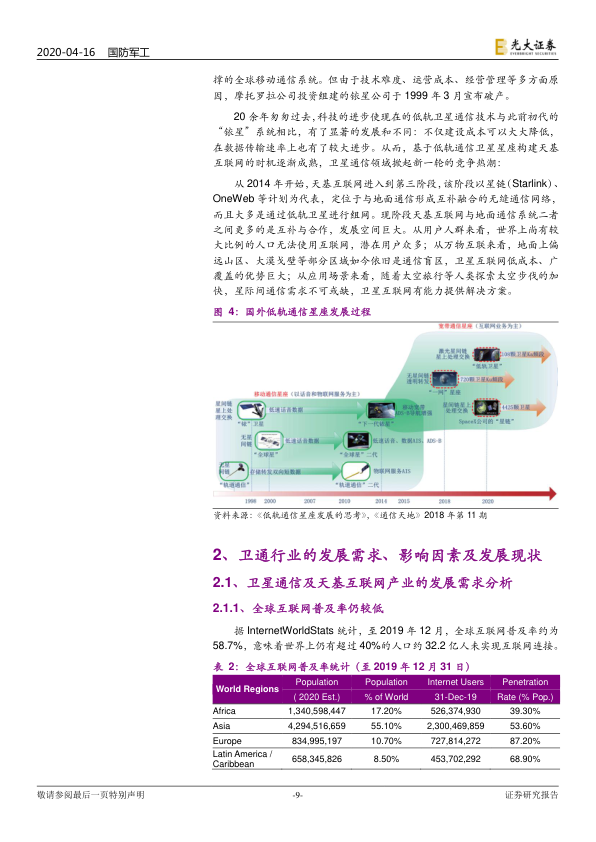 2020-04-16 国防军工
光大证券
EVERBRIGHT SECURITIES
撑的全球移动通信系统。但由于技术难度、运营成本、经营管理等多方面原
因，摩托罗拉公司投资组建的铱星公司于 1999 年 3 月宣布破产。
20 余年匆匆过去,科技的进步使现在的低轨卫星通信技术与此前初代的
“铱星”系统相比，有了显著的发展和不同：不仅建设成本可以大大降低，
在数据传输速率上也有了较大进步。从而，基于低轨通信卫星星座构建天基
互联网的时机逐渐成熟，卫星通信领域掀起新一轮的竞争热潮：
从 2014 年开始，天基互联网进入到第三阶段，该阶段以星链（Starlink）、
OneWeb 等计划为代表，定位于与地面通信形成互补融合的无缝通信网络，
而且大多是通过低轨卫星进行组网。现阶段天基互联网与地面通信系统二者
之间更多的是互补与合作，发展空间巨大。从用户人群来看，世界上尚有较
大比例的人口无法使用互联网，潜在用户众多；从万物互联来看，地面上偏
远山区、大漠戈壁等部分区域如今依旧是通信盲区，卫星互联网低成本、广
覆盖的优势巨大；从应用场景来看，随着太空旅行等人类探索太空步伐的加
快，星际间通信需求不可或缺，卫星互联网有能力提供解决方案。
图 4：国外低轨通信星座发展过程
宽带通信星座（互联网业务为主）
激光星间链
星上处理交换
108颗卫星Ka频段
“低轨卫星”
无星间链
透明转发
720颗卫星Ku频段
“一网”星座
星间链星上
处理交换
4425颗卫星
SpaceX公司的“星链”
移动通信星座（以话音和物联网服务为主）
星间链
星上处
理交换
低速话音数据
“铱”卫星
“下一代铱星”
无星
间链
低速话音数据
低速话音、数据AIS、ADS-B
“全球星”
“全球星”二代
无星
间链
存储转发双向短数据
物联网服务AIS
“轨道通信”
“轨道通信”二代
1998 2000 2007 2010 2014 2015 2018 2020
资料来源：《低轨通信星座发展的思考》，《通信天地》2018 年第 11 期
2、卫通行业的发展需求、影响因素及发展现状
2.1、卫星通信及天基互联网产业的发展需求分析
2.1.1、全球互联网普及率仍较低
据 InternetWorldStats 统计，至 2019 年 12 月，全球互联网普及率约为
58.7%，意味着世界上仍有超过 40%的人口约 32.2 亿人未实现互联网连接。
表 2：全球互联网普及率统计（至 2019 年 12 月 31 日）
World Regions Population Population Internet Users Penetration
( 2020 Est.) % of World 31-Dec-19 Rate (% Pop.)
Africa 1,340,598,447 17.20% 526,374,930 39.30%
Asia 4,294,516,659 55.10% 2,300,469,859 53.60%
Europe 834,995,197 10.70% 727,814,272 87.20%
Latin America /
Caribbean 658,345,826 8.50% 453,702,292 68.90%
敬请参阅最后一页特别声明 -9- 证券研究报告